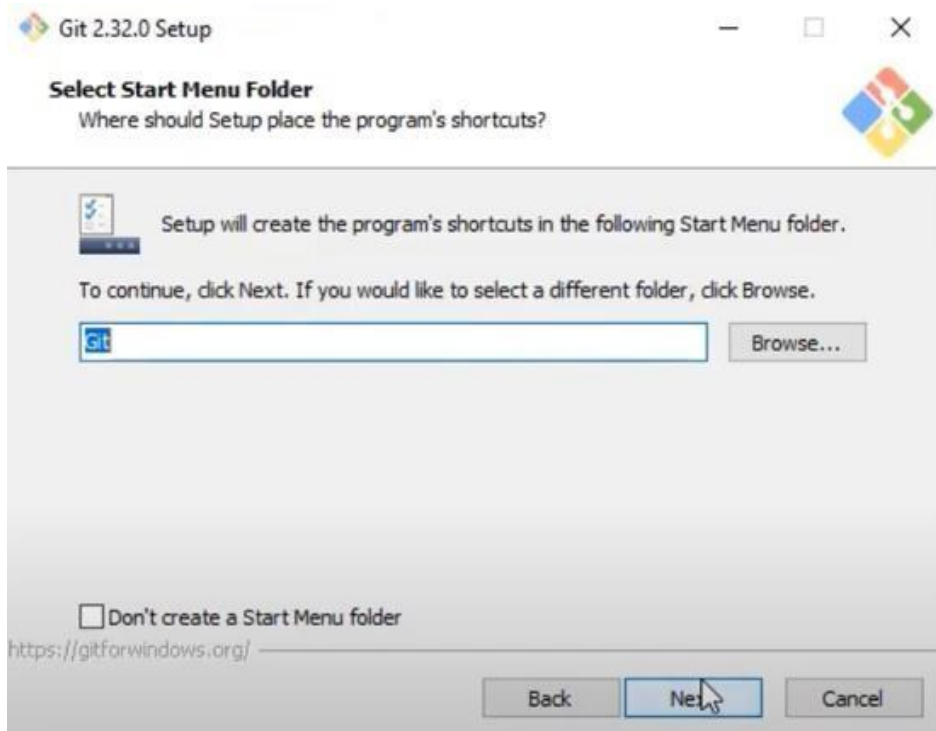 Git 2.32.0 Setup
Select Start Menu Folder
Where should Setup place the program's shortcuts?
Setup will create the program's shortcuts in the following Start Menu folder.
To continue, click Next. If you would like to select a different folder, click Browse.
Git
Browse...
Don't create a Start Menu folder
https://gitforwindows.org/
Back
Next
Cancel